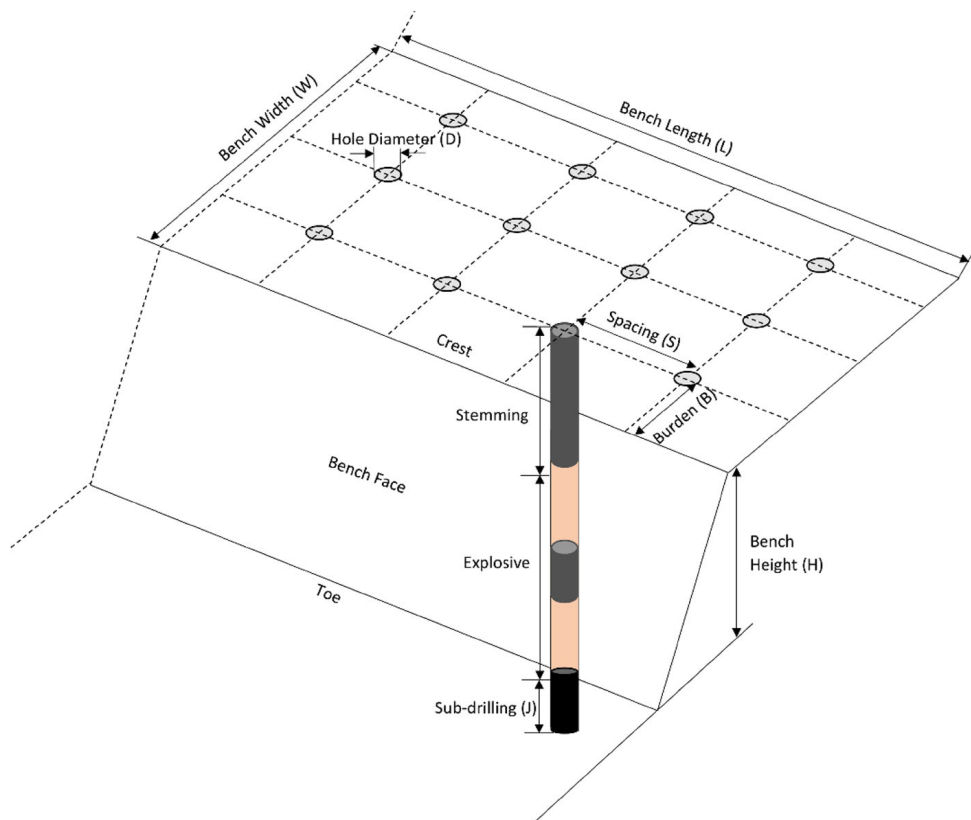 Bench Width (W)
Bench Length (L)
Hole Diameter (D)
Spacing (S)
Crest
Burden (B)
Stemming
Bench Face
Bench
Height (H)
Explosive
Toe
Sub-drilling (J)